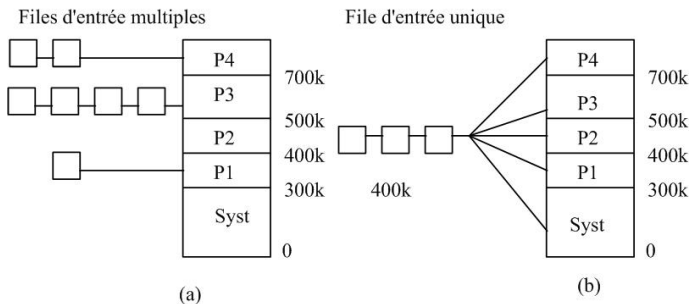 Files d'entrée multiples
P4
700k
P3
500k
P2
400k
P1
300k
Syst
0
(a)
File d'entrée unique
P4
700k
P3
500k
P2
400k
P1
300k
400k
Syst
0
(b)